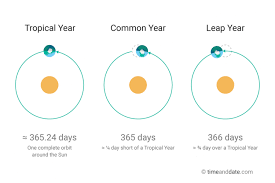 Tropical Year
Common Year
Leap Year
≈ 365.24 days
365 days
366 days
One complete orbit
around the Sun
≈ ¼ day short of a Tropical Year
≈ ¾ day over a Tropical Year
© timeanddate.com